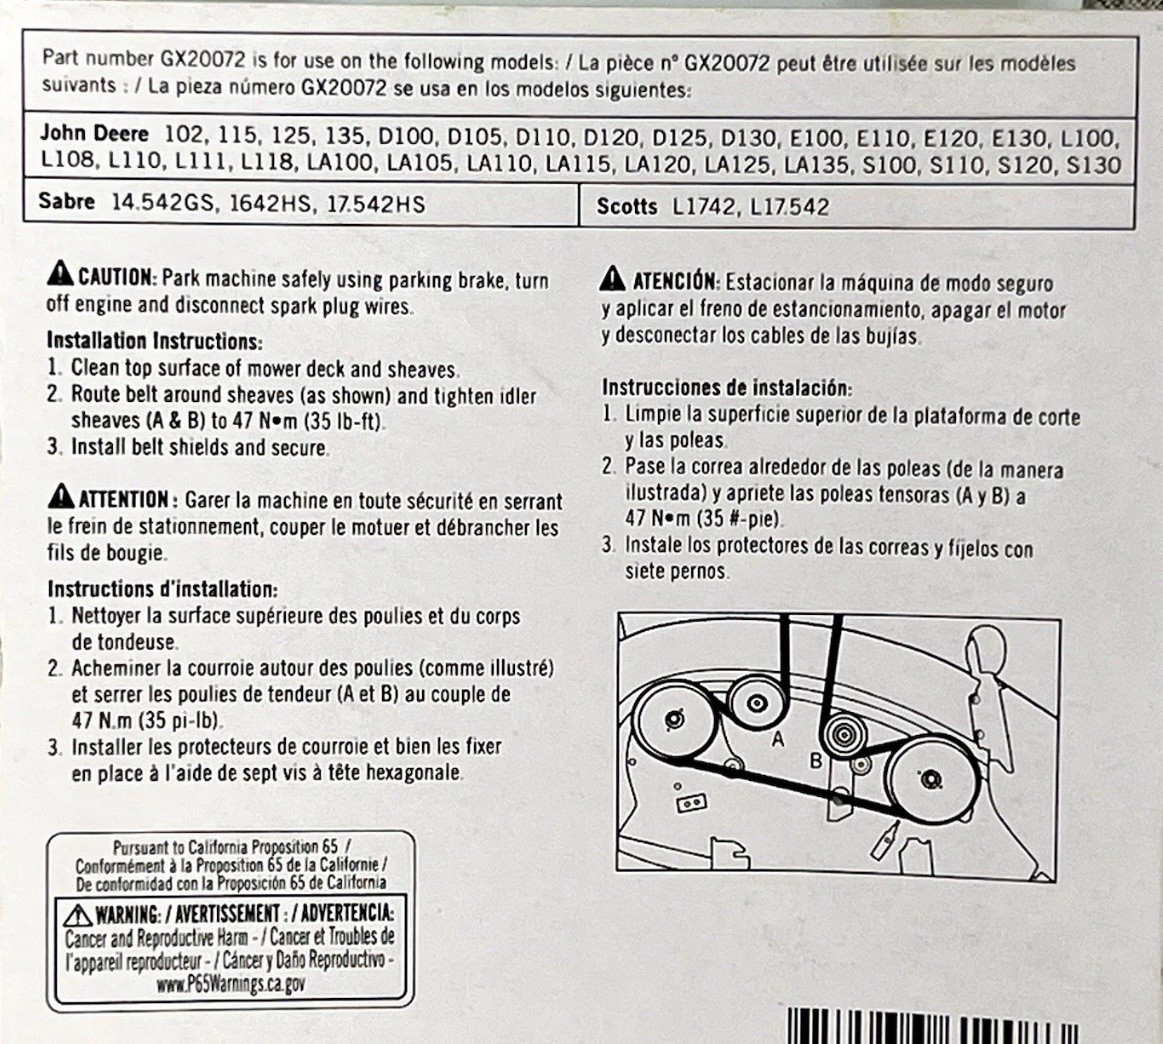 Part number GX20072 is for use on the following models: / La pièce n° GX20072 peut être utilisée sur les modèles
suivants : / La pieza número GX20072 se usa en los modelos siguientes:
John Deere 102, 115, 125, 135, D100, D105, D110, D120, D125, D130, E100, E110, E120, E130, L100,
L108, L110, L111, L118, LA100, LA105, LA110, LA115, LA120, LA125, LA135, S100, S110, S120, S130
Sabre 14.542GS, 1642HS, 17.542HS
Scotts L1742, L17.542
CAUTION: Park machine safely using parking brake, turn
off engine and disconnect spark plug wires.
Installation Instructions:
1. Clean top surface of mower deck and sheaves.
2. Route belt around sheaves (as shown) and tighten idler
sheaves (A & B) to 47 N•m (35 lb-ft).
3. Install belt shields and secure.
ATTENTION : Garer la machine en toute sécurité en serrant
le frein de stationnement, couper le motuer et débrancher les
fils de bougie.
Instructions d'installation:
1. Nettoyer la surface supérieure des poulies et du corps
de tondeuse.
2. Acheminer la courroie autour des poulies (comme illustré)
et serrer les poulies de tendeur (A et B) au couple de
47 N.m (35 pi-lb).
3. Installer les protecteurs de courroie et bien les fixer
en place à l'aide de sept vis à tête hexagonale.
ATENCIÓN: Estacionar la máquina de modo seguro
y aplicar el freno de estancionamiento, apagar el motor
y desconectar los cables de las bujías.
Instrucciones de instalación:
1. Limpie la superficie superior de la plataforma de corte
y las poleas.
2. Pase la correa alrededor de las poleas (de la manera
ilustrada) y apriete las poleas tensoras (A y B) a
47 N•m (35 #-pie).
3. Instale los protectores de las correas y fíjelos con
siete pernos.
A
B
Pursuant to California Proposition 65 /
Conformément à la Proposition 65 de la Californie /
De conformidad con la Proposición 65 de California
WARNING: / AVERTISSEMENT : / ADVERTENCIA:
Cancer and Reproductive Harm - / Cancer et Troubles de
l'appareil reproducteur - / Cáncer y Daño Reproductivo -
www.P65Warnings.ca.gov